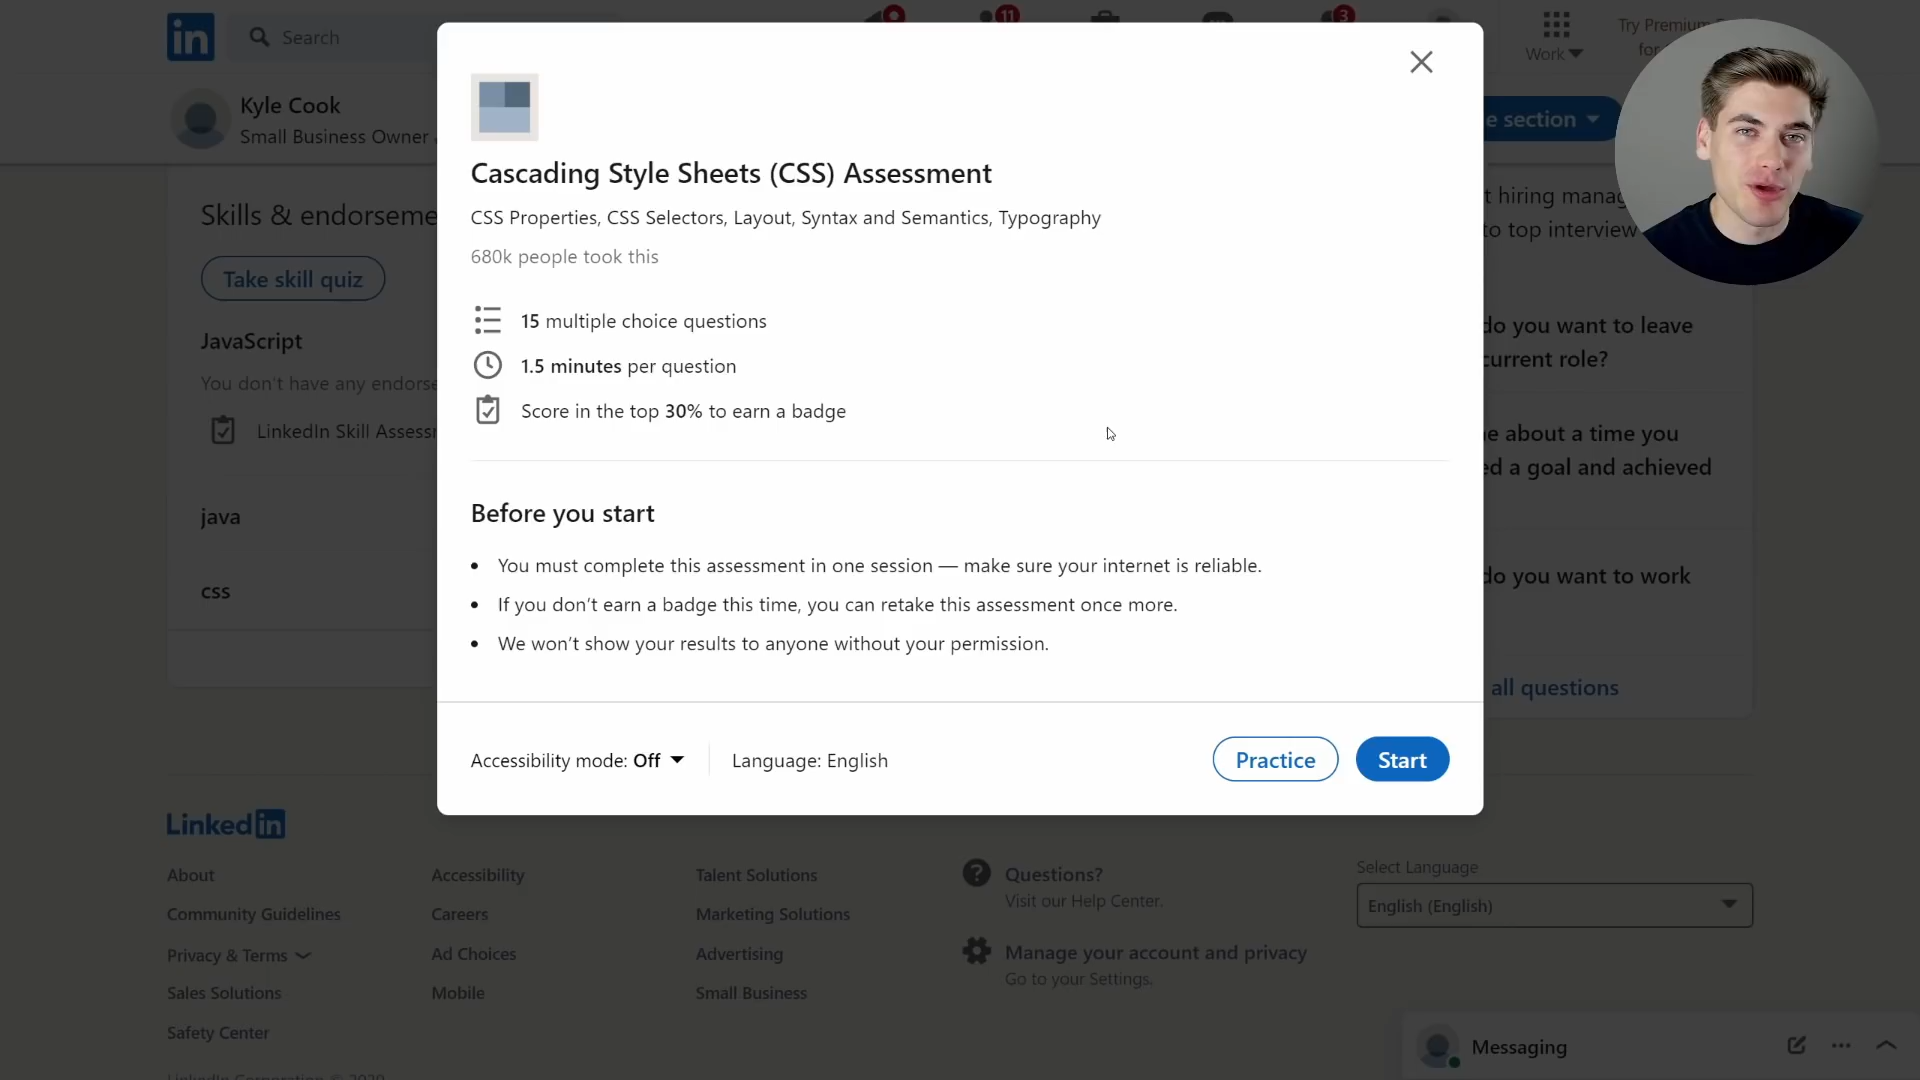 in
Search
11
3
Work
Try Premium
for
Kyle Cook
Small Business Owner
e section
Skills & endorseme
Take skill quiz
JavaScript
You don't have any endorse
LinkedIn Skill Assessm
java
css
Cascading Style Sheets (CSS) Assessment
CSS Properties, CSS Selectors, Layout, Syntax and Semantics, Typography
680k people took this
15 multiple choice questions
1.5 minutes per question
Score in the top 30% to earn a badge
Before you start
• You must complete this assessment in one session — make sure your internet is reliable.
• If you don't earn a badge this time, you can retake this assessment once more.
• We won't show your results to anyone without your permission.
Accessibility mode: Off
Language: English
Practice
Start
t hiring manag
to top interview
do you want to leave
current role?
e about a time you
ed a goal and achieved
do you want to work
all questions
Linkedin
About
Community Guidelines
Privacy & Terms
Sales Solutions
Safety Center
Accessibility
Careers
Ad Choices
Mobile
Talent Solutions
Marketing Solutions
Advertising
Small Business
Questions?
Visit our Help Center.
Manage your account and privacy
Go to your Settings.
Select Language
English (English)
Messaging
LinkedIn Corporation © 2020